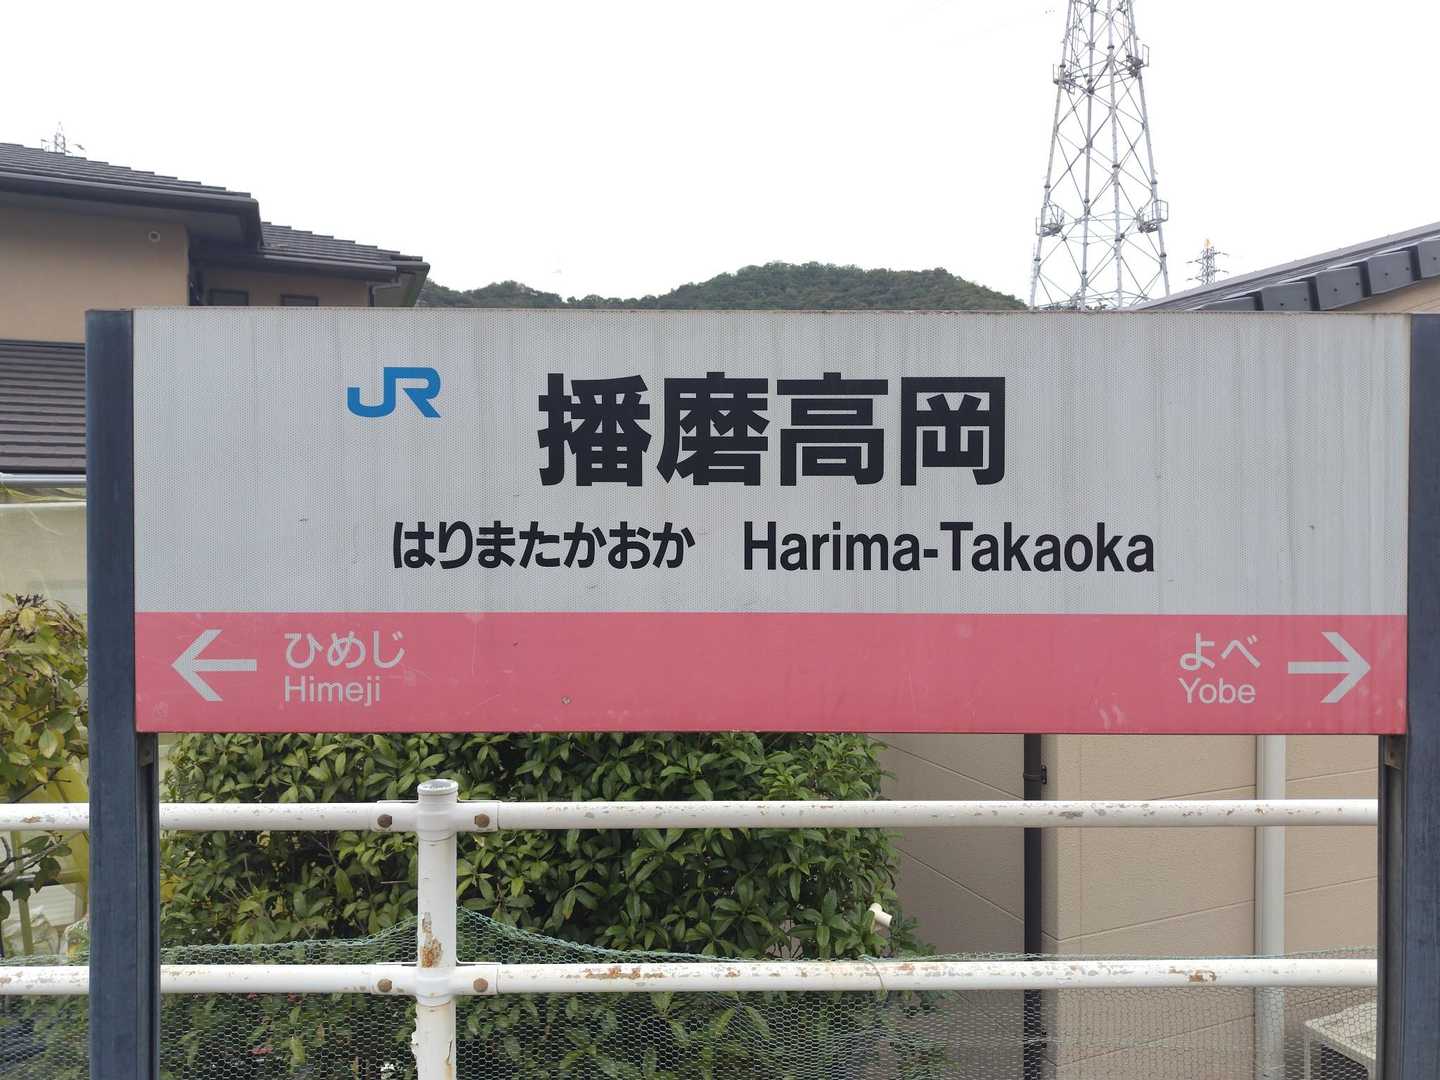 JR 播磨高岡
はりまたかおか Harima-Takaoka
← ひめじ よべ →
Himeji Yobe